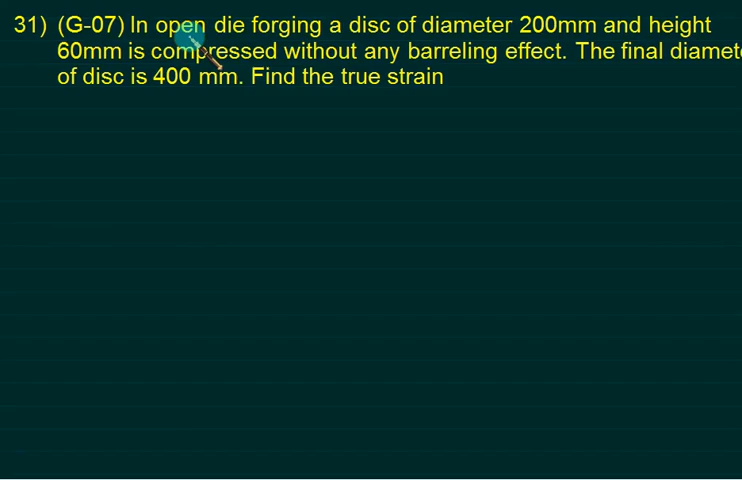 31) (G-07) In open die forging a disc of diameter 200mm and height
60mm is compressed without any barreling effect. The final diamet
of disc is 400 mm. Find the true strain